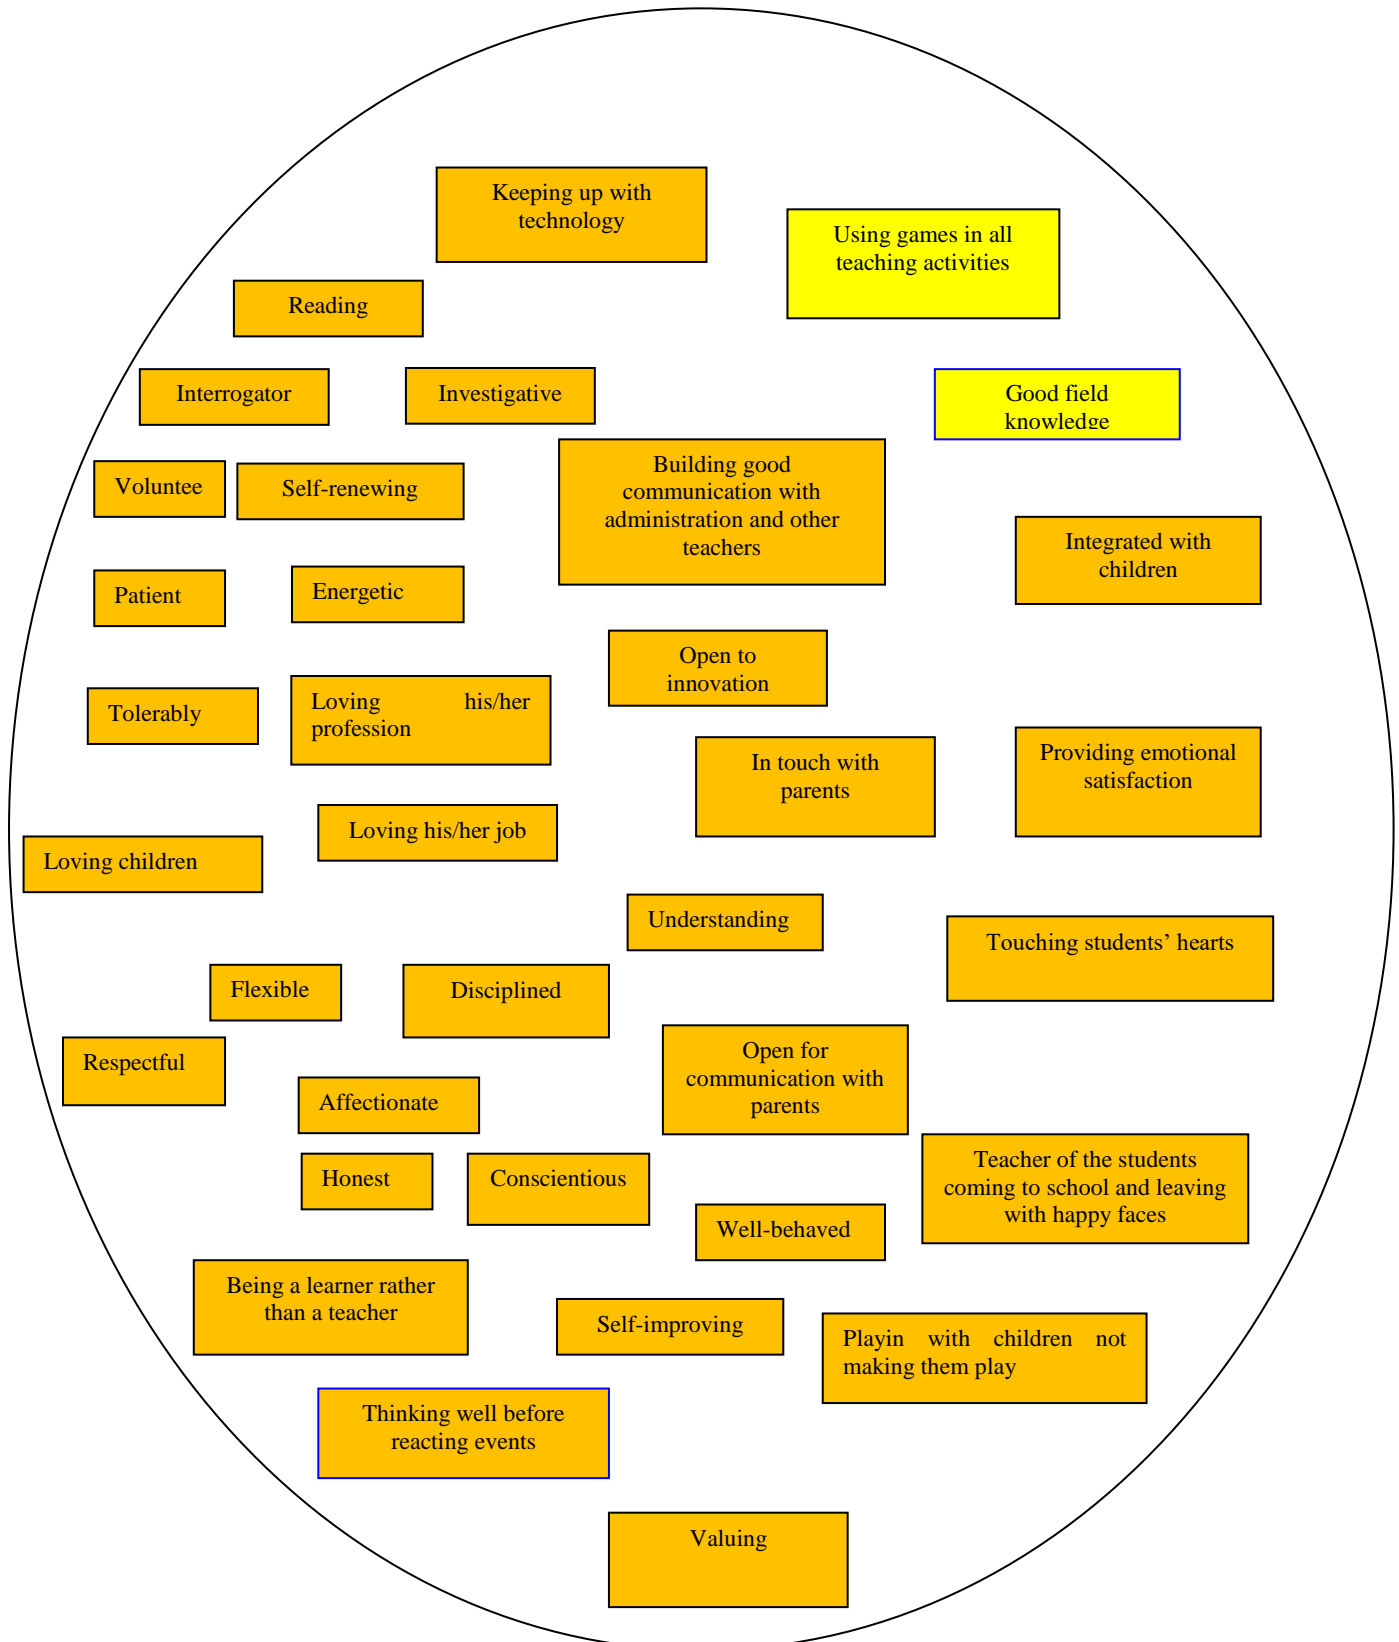 Keeping up with
technology
Using games in all
teaching activities
Reading
Interrogator
Investigative
Good field
knowledge
Building good
communication with
administration and other
teachers
Voluntee
Self-renewing
Integrated with
children
Patient
Energetic
Open to
innovation
Tolerably
Loving his/her
profession
In touch with
parents
Providing emotional
satisfaction
Loving his/her job
Loving children
Understanding
Touching students’ hearts
Flexible
Disciplined
Respectful
Open for
communication with
parents
Affectionate
Teacher of the students
coming to school and leaving
with happy faces
Honest
Conscientious
Well-behaved
Being a learner rather
than a teacher
Self-improving
Playin with children not
making them play
Thinking well before
reacting events
Valuing